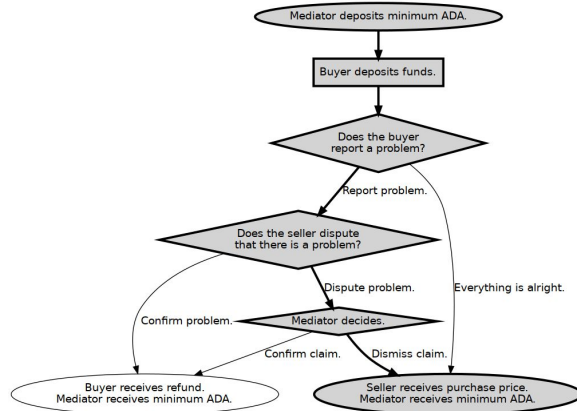 Mediator deposits minimum ADA.
Buyer deposits funds.
Does the buyer
report a problem?
Report problem.
Does the seller dispute
that there is a problem?
Dispute problem.
Everything is alright.
Confirm problem.
Mediator decides.
Confirm claim.
Dismiss claim.
Buyer receives refund.
Mediator receives minimum ADA.
Seller receives purchase price.
Mediator receives minimum ADA.